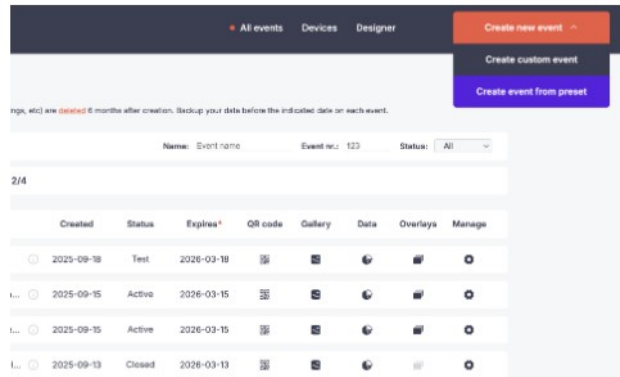 All events Devices Designer Create new event
Create custom event
Create event from preset
ngs, etc) are deleted 6 months after creation. Backup your data before the indicated date on each event.
Name: Event name Event nr.: 123 Status: All
2/4
Created Status Expires* QR code Gallery Data Overlays Manage
2025-09-18 Test 2026-03-18
a... 2025-09-15 Active 2026-03-15
2025-09-15 Active 2026-03-15
2025-09-13 Closed 2026-03-13